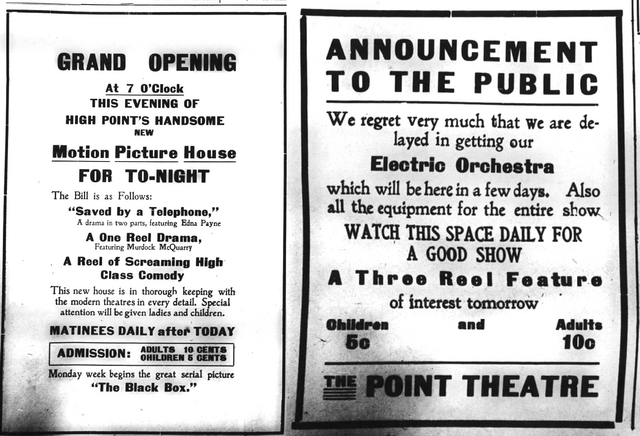 GRAND OPENING
At 7 O'Clock
THIS EVENING OF
HIGH POINT'S HANDSOME
NEW
Motion Picture House
FOR TO-NIGHT
The Bill is as Follows:
"Saved by a Telephone,"
A drama in two parts, featuring Edna Payne
A One Reel Drama,
Featuring Murdock McQuarry
A Reel of Screaming High
Class Comedy
This new house is in thorough keeping with
the modern theatres in every detail. Special
attention will be given ladies and children.
MATINEES DAILY after TODAY
ADMISSION: ADULTS 10 CENTS
CHILDREN 5 CENTS
Monday week begins the great serial picture
"The Black Box."
ANNOUNCEMENT
TO THE PUBLIC
We regret very much that we are de-
layed in getting our
Electric Orchestra
which will be here in a few days. Also
all the equipment for the entire show
WATCH THIS SPACE DAILY FOR
A GOOD SHOW
A Three Reel Feature
of interest tomorrow
Children and Adults
5c 10c
THE POINT THEATRE